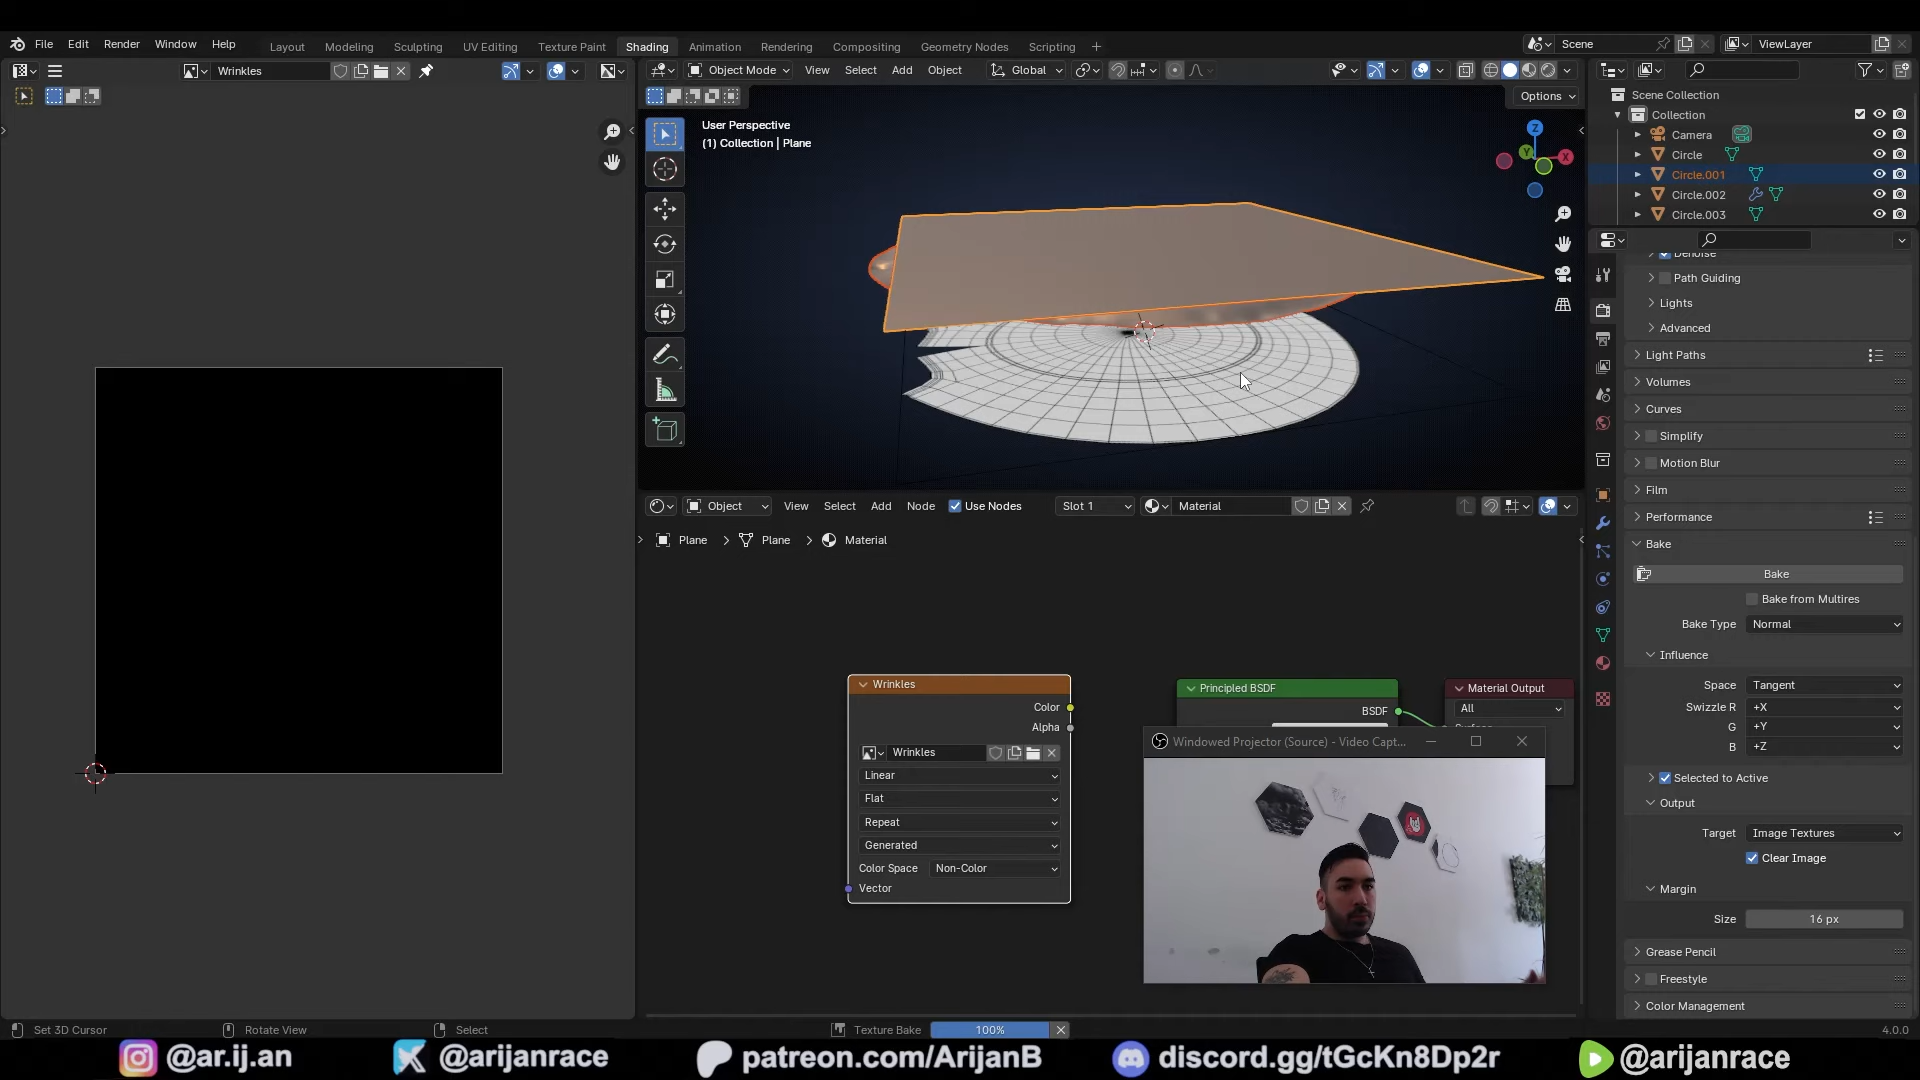 File Edit Render Window Help
Layout Modeling Sculpting UV Editing Texture Paint Shading Animation Rendering Compositing Geometry Nodes Scripting
Scene
ViewLayer
Wrinkles
Object Mode View Select Add Object
Global
Options
User Perspective
(1) Collection | Plane
Z
Y
X
Scene Collection
Collection
Camera
Circle
Circle.001
Circle.002
Circle.003
Denoise
Path Guiding
Lights
Advanced
Light Paths
Volumes
Curves
Simplify
Motion Blur
Film
Performance
Bake
Bake
Bake from Multires
Bake Type Normal
Influence
Space Tangent
Swizzle R +X
G +Y
B +Z
Selected to Active
Output
Target Image Textures
Clear Image
Margin
Size 16 px
Grease Pencil
Freestyle
Color Management
Object View Select Add Node Use Nodes Slot 1 Material
Plane Plane Material
Wrinkles
Color
Alpha
Wrinkles
Linear
Flat
Repeat
Generated
Color Space Non-Color
Vector
Principled BSDF
BSDF
Material Output
All
Windowed Projector (Source) - Video Capt...
Set 3D Cursor Rotate View Select
Texture Bake 100%
4.0.0
@ar.ij.an @arijanrace patreon.com/ArijanB discord.gg/tGcKn8Dp2r @arijanrace